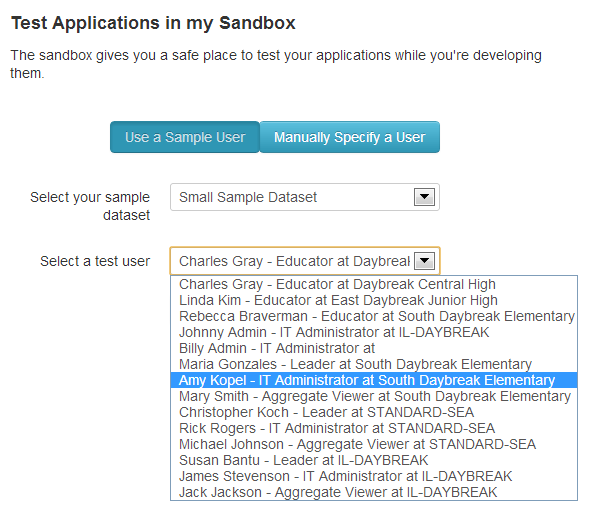 Test Applications in my Sandbox
The sandbox gives you a safe place to test your applications while you're developing
them.
Use a Sample User
Manually Specify a User
Select your sample
dataset
Small Sample Dataset
Select a test user
Charles Gray - Educator at Daybreak
Charles Gray - Educator at Daybreak Central High
Linda Kim - Educator at East Daybreak Junior High
Rebecca Braverman - Educator at South Daybreak Elementary
Johnny Admin - IT Administrator at IL-DAYBREAK
Billy Admin - IT Administrator at
Maria Gonzales - Leader at South Daybreak Elementary
Amy Kopel - IT Administrator at South Daybreak Elementary
Mary Smith - Aggregate Viewer at South Daybreak Elementary
Christopher Koch - Leader at STANDARD-SEA
Rick Rogers - IT Administrator at STANDARD-SEA
Michael Johnson - Aggregate Viewer at STANDARD-SEA
Susan Bantu - Leader at IL-DAYBREAK
James Stevenson - IT Administrator at IL-DAYBREAK
Jack Jackson - Aggregate Viewer at IL-DAYBREAK